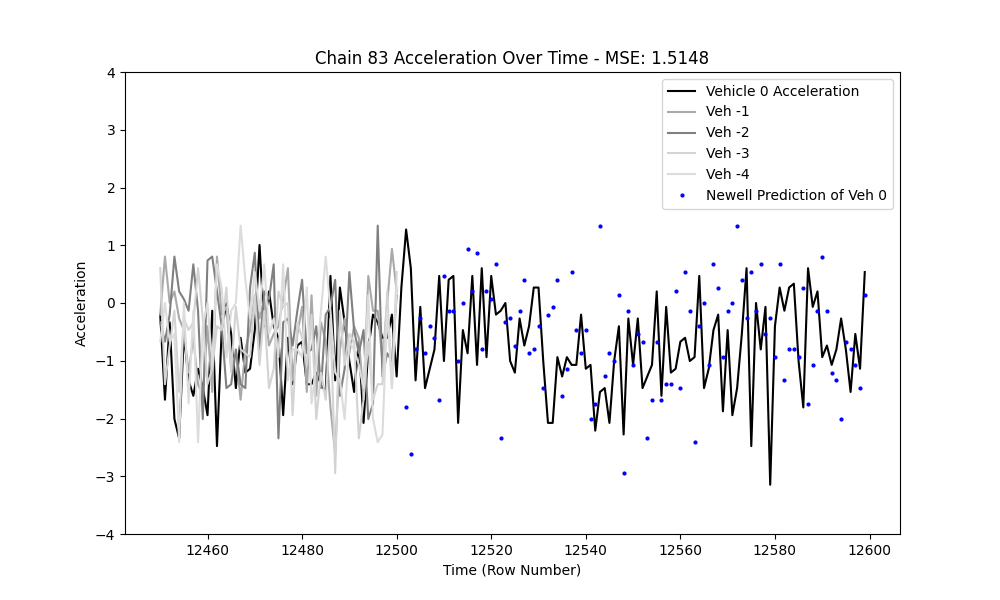 Chain 83 Acceleration Over Time - MSE: 1.5148
Vehicle 0 Acceleration
Veh -1
Veh -2
Veh -3
Veh -4
Newell Prediction of Veh 0
Acceleration
4
3
2
1
0
−1
−2
−3
−4
12460 12480 12500 12520 12540 12560 12580 12600
Time (Row Number)